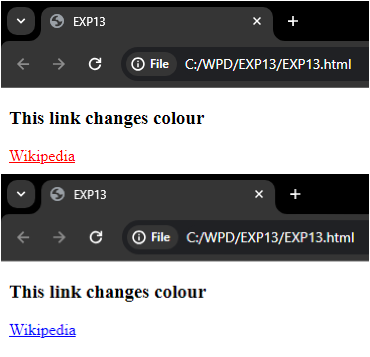 EXP13
File C:/WPD/EXP13/EXP13.html
This link changes colour
Wikipedia
EXP13
File C:/WPD/EXP13/EXP13.html
This link changes colour
Wikipedia